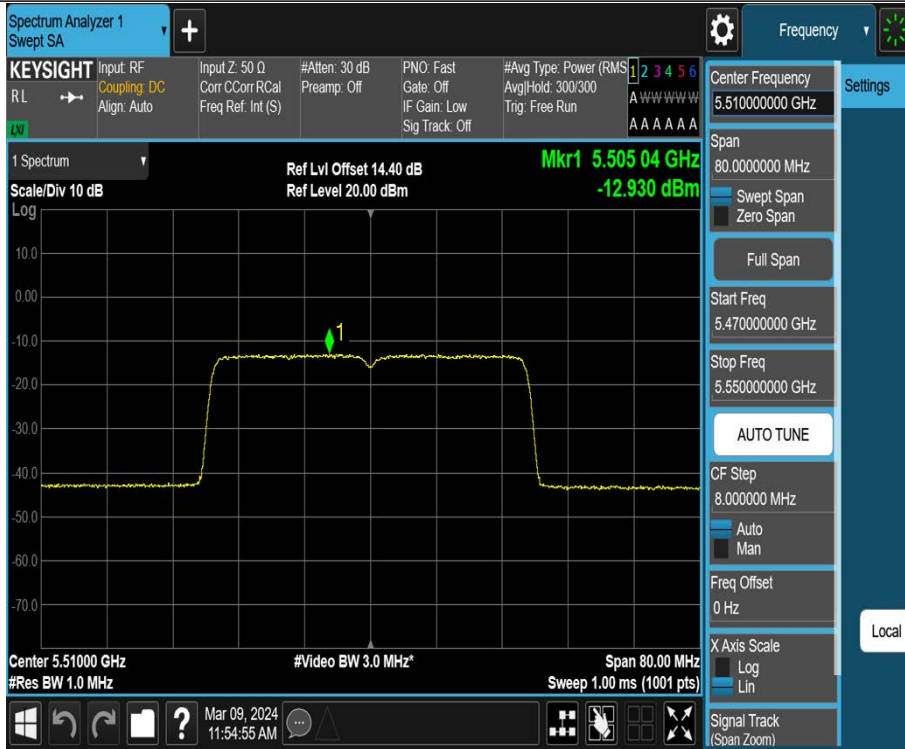 Spectrum Analyzer 1
Swept SA
+
Frequency
KEYSIGHT
RL
LXI
Input: RF
Coupling: DC
Align: Auto
Input Z: 50 Ω
Corr CCorr RCal
Freq Ref: Int (S)
#Atten: 30 dB
Preamp: Off
PNO: Fast
Gate: Off
IF Gain: Low
Sig Track: Off
#Avg Type: Power (RMS
Avg|Hold: 300/300
Trig: Free Run
1 2 3 4 5 6
A W W W W W
A A A A A A
1 Spectrum
Scale/Div 10 dB
Log
Ref Lvl Offset 14.40 dB
Ref Level 20.00 dBm
Mkr1 5.505 04 GHz
-12.930 dBm
10.0
0.00
-10.0
-20.0
-30.0
-40.0
-50.0
-60.0
-70.0
1
Center 5.51000 GHz
#Res BW 1.0 MHz
#Video BW 3.0 MHz*
Span 80.00 MHz
Sweep 1.00 ms (1001 pts)
Mar 09, 2024
11:54:55 AM
?
Center Frequency
5.510000000 GHz
Span
80.0000000 MHz
Swept Span
Zero Span
Full Span
Start Freq
5.470000000 GHz
Stop Freq
5.550000000 GHz
AUTO TUNE
CF Step
8.000000 MHz
Auto
Man
Freq Offset
0 Hz
X Axis Scale
Log
Lin
Signal Track
(Span Zoom)
Settings
Local